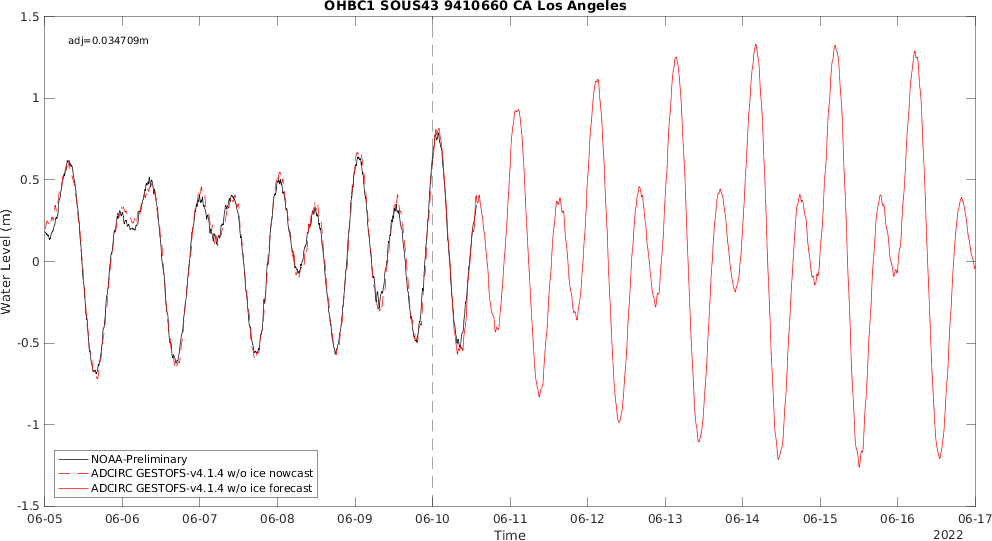 OHBC1 SOUS43 9410660 CA Los Angeles
adj=0.034709m
1.5
1
0.5
0
-0.5
-1
-1.5
Water Level (m)
NOAA-Preliminary
ADCIRC GESTOFS-v4.1.4 w/o ice nowcast
ADCIRC GESTOFS-v4.1.4 w/o ice forecast
06-05 06-06 06-07 06-08 06-09 06-10 06-11 06-12 06-13 06-14 06-15 06-16 06-17
Time
2022